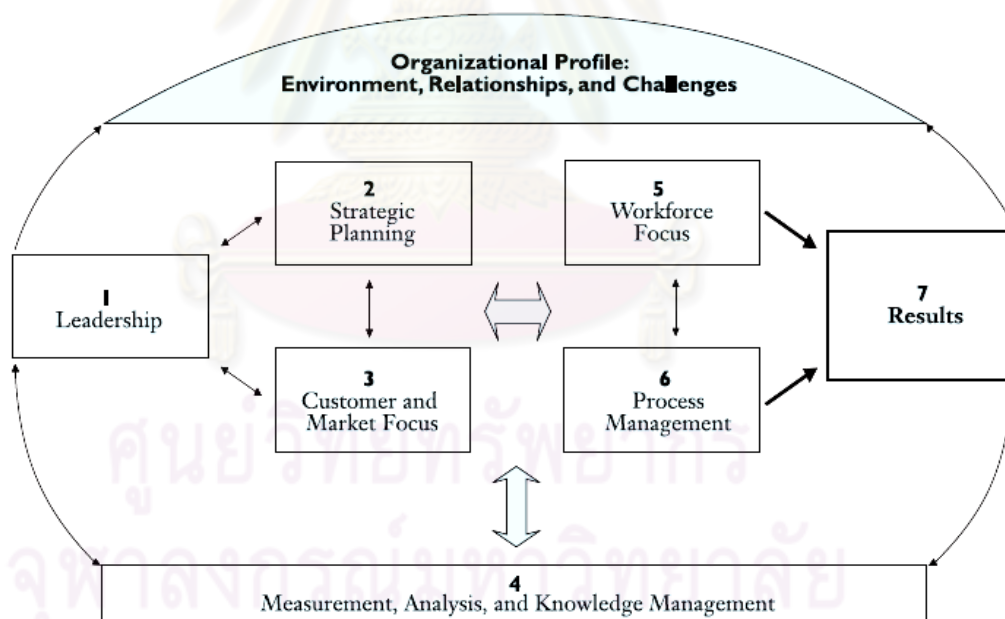 Organizational Profile:
Environment, Relationships, and Challenges
2
Strategic
Planning
5
Workforce
Focus
1
Leadership
7
Results
3
Customer and
Market Focus
6
Process
Management
ศูนย์วิทยทรัพยากร
จุฬาลงกรณ์มหาวิทยาลัย
4
Measurement, Analysis, and Knowledge Management